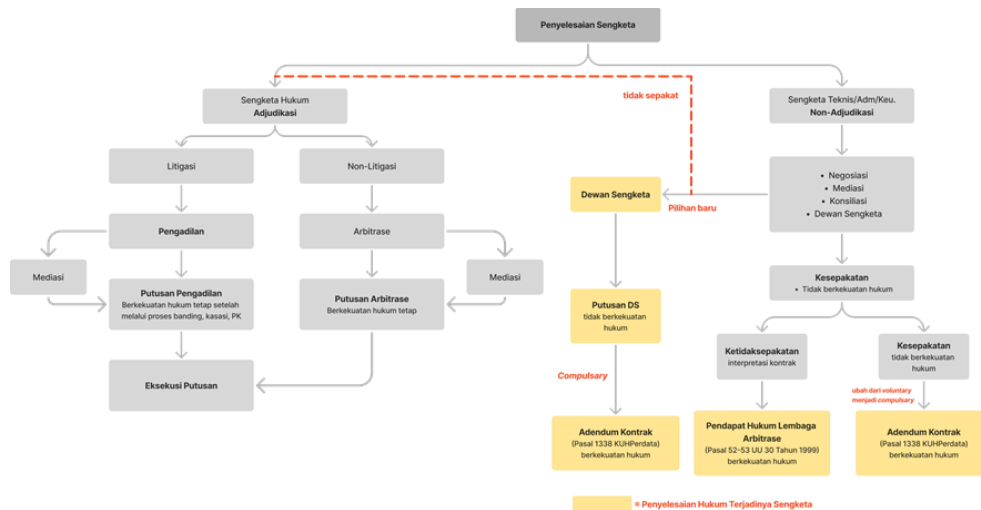 Penyelesaian Sengketa
tidak sepakat
Sengketa Hukum
Adjudikasi
Sengketa Teknis/Adm/Keu.
Non-Adjudikasi
Litigasi
Non-Litigasi
• Negosiasi
• Mediasi
• Konsiliasi
• Dewan Sengketa
Dewan Sengketa
Pilihan baru
Pengadilan
Arbitrase
Mediasi
Putusan Pengadilan
Berkekuatan hukum tetap setelah
melalui proses banding, kasasi, PK
Putusan Arbitrase
Berkekuatan hukum tetap
Mediasi
Kesepakatan
• Tidak berkekuatan hukum
Putusan DS
tidak berkekuatan
hukum
Ketidaksepakatan
interpretasi kontrak
Kesepakatan
tidak berkekuatan
hukum
Eksekusi Putusan
Compulsary
ubah dari voluntary
menjadi compulsary
Adendum Kontrak
(Pasal 1338 KUHPerdata)
berkekuatan hukum
Pendapat Hukum Lembaga
Arbitrase
(Pasal 52-53 UU 30 Tahun 1999)
berkekuatan hukum
Adendum Kontrak
(Pasal 1338 KUHPerdata)
berkekuatan hukum
= Penyelesaian Hukum Terjadinya Sengketa